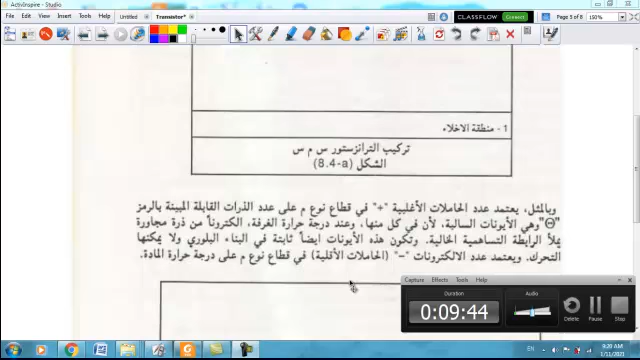 ActivInspire - Studio
File Edit View Insert Tools Help
Untitled Transistor*
CLASSFLOW Connect
Page 5 of 8
150%
1 - منطقة الاخلاء
تركيب الترانزستور س م س
الشكل (8.4-a)
وبالمثل، يعتمد عدد الحاملات الأغلبية "+" في قطاع نوع م على عدد الذرات القابلة المبينة بالرمز
"Θ" وهي الأيونات السالبة، لأن في كل منها، وعند درجة حرارة الغرفة، الكتروناً من ذرة مجاورة
يملأ الرابطة التساهمية الخالية. وتكون هذه الأيونات ايضاً ثابتة في البناء البلوري ولا يمكنها
التحرك. ويعتمد عدد الالكترونات "-" (الحاملات الأقلية) في قطاع نوع م على درجة حرارة المادة.
Capture Effects Tools Help
Duration
0:09:44
Audio
Delete Pause Stop
EN
9:20 AM